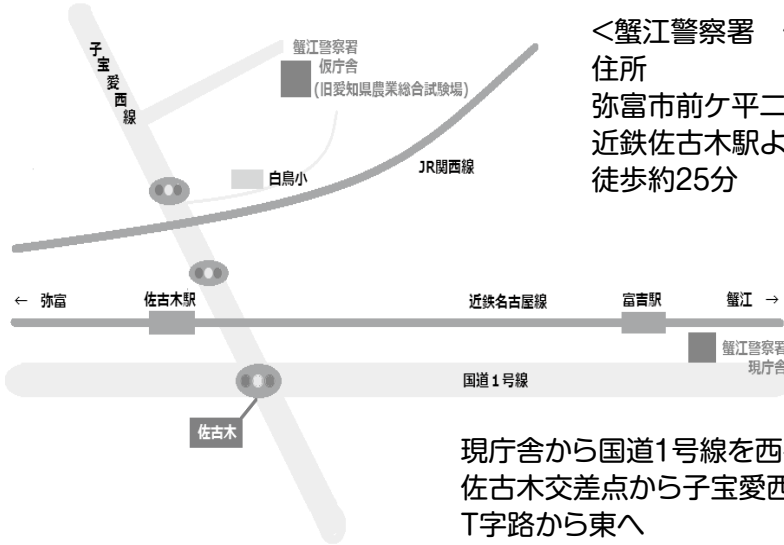 子宝愛西線
蟹江警察署
仮庁舎
(旧愛知県農業総合試験場)
<蟹江警察署
住所
弥富市前ケ平二
近鉄佐古木駅よ
徒歩約25分
白鳥小
JR関西線
← 弥富
佐古木駅
近鉄名古屋線
富吉駅
蟹江 →
蟹江警察署
現庁舎
国道1号線
佐古木
現庁舎から国道1号線を西
佐古木交差点から子宝愛西
T字路から東へ